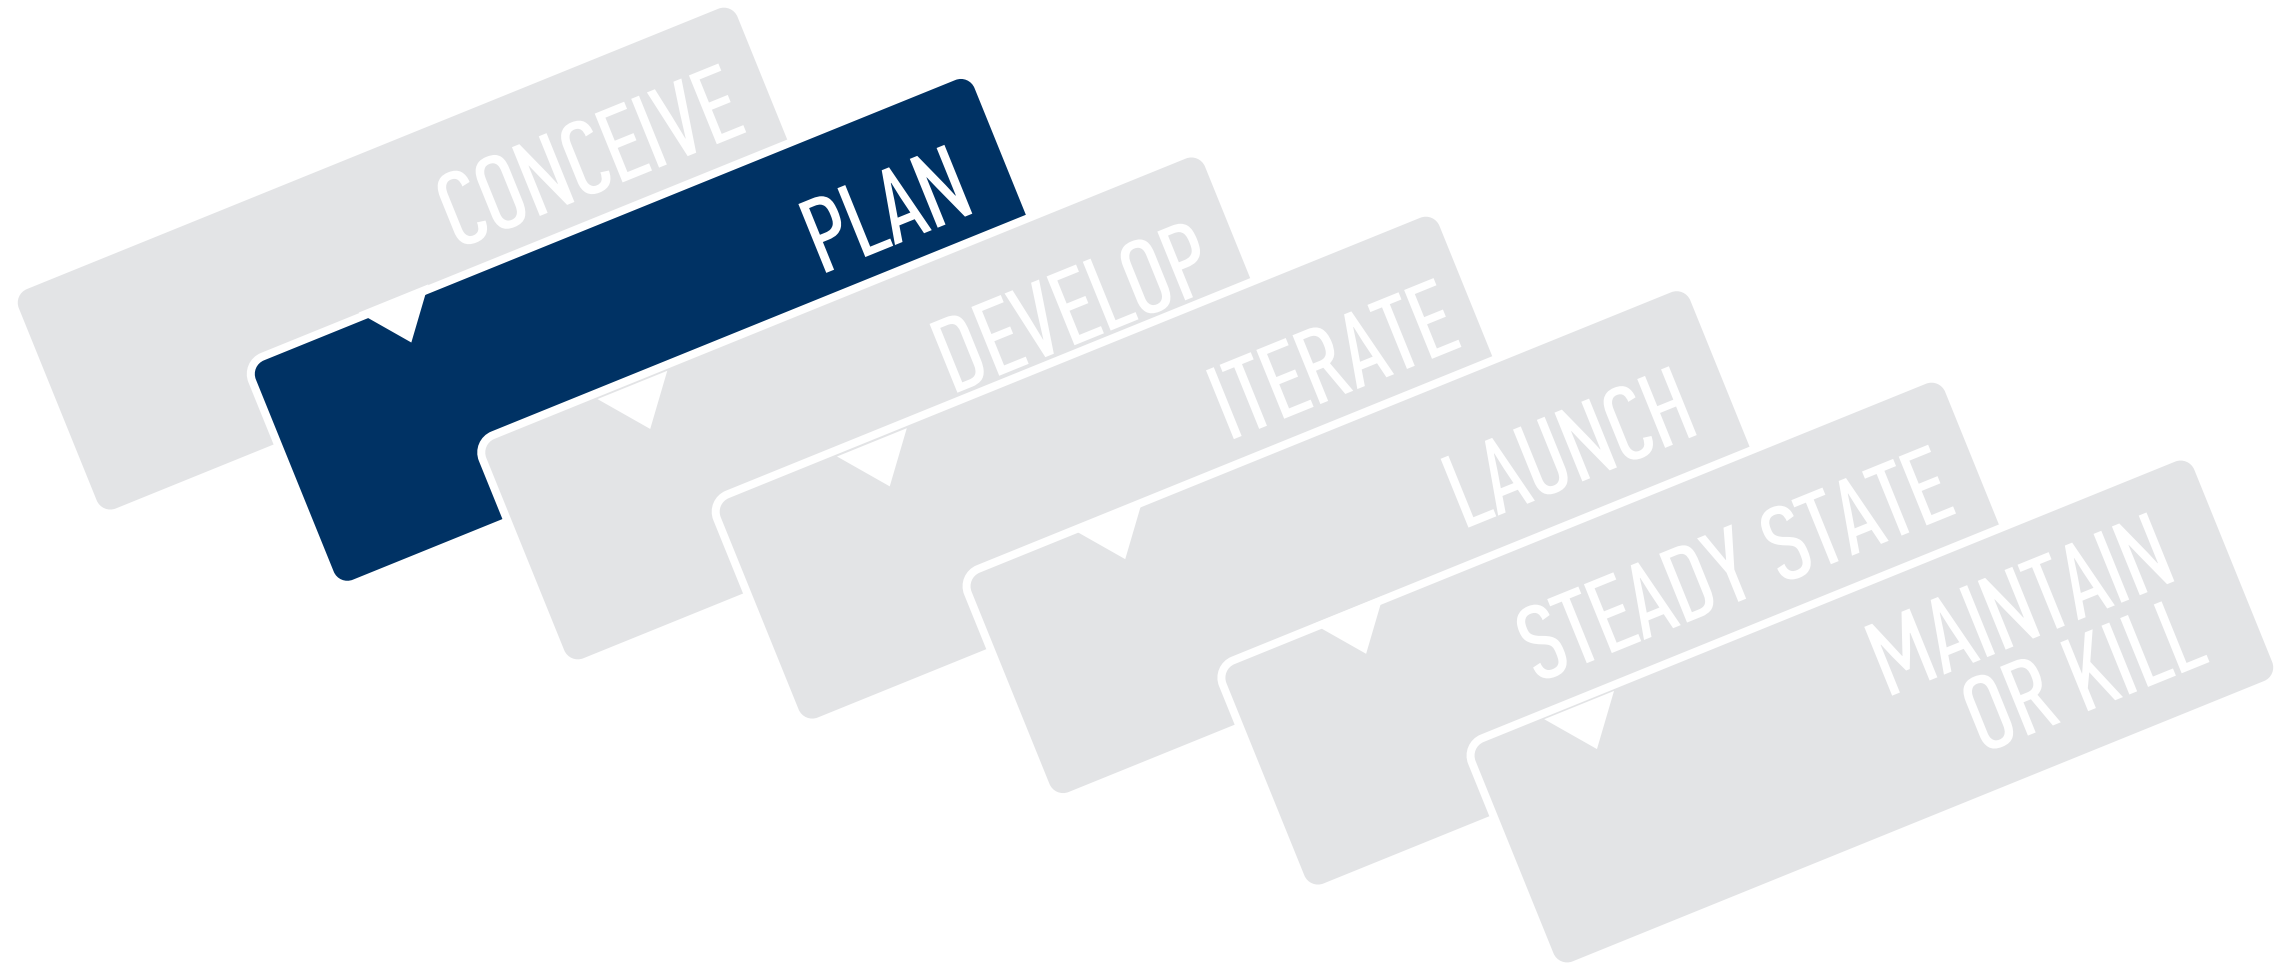 CONCEIVE
PLAN
DEVELOP
ITERATE
LAUNCH
STEADY STATE
MAINTAIN
OR KILL